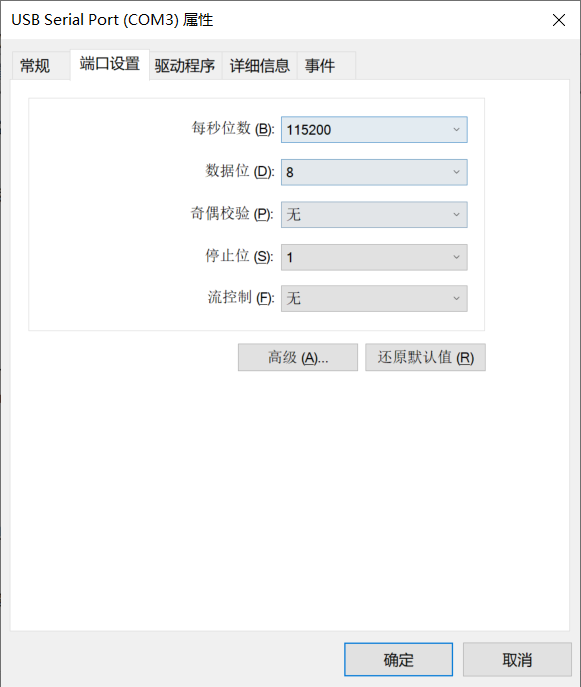 USB Serial Port (COM3) 属性
常规 端口设置 驱动程序 详细信息 事件
每秒位数 (B): 115200
数据位 (D): 8
奇偶校验 (P): 无
停止位 (S): 1
流控制 (F): 无
高级 (A)... 还原默认值 (R)
确定 取消